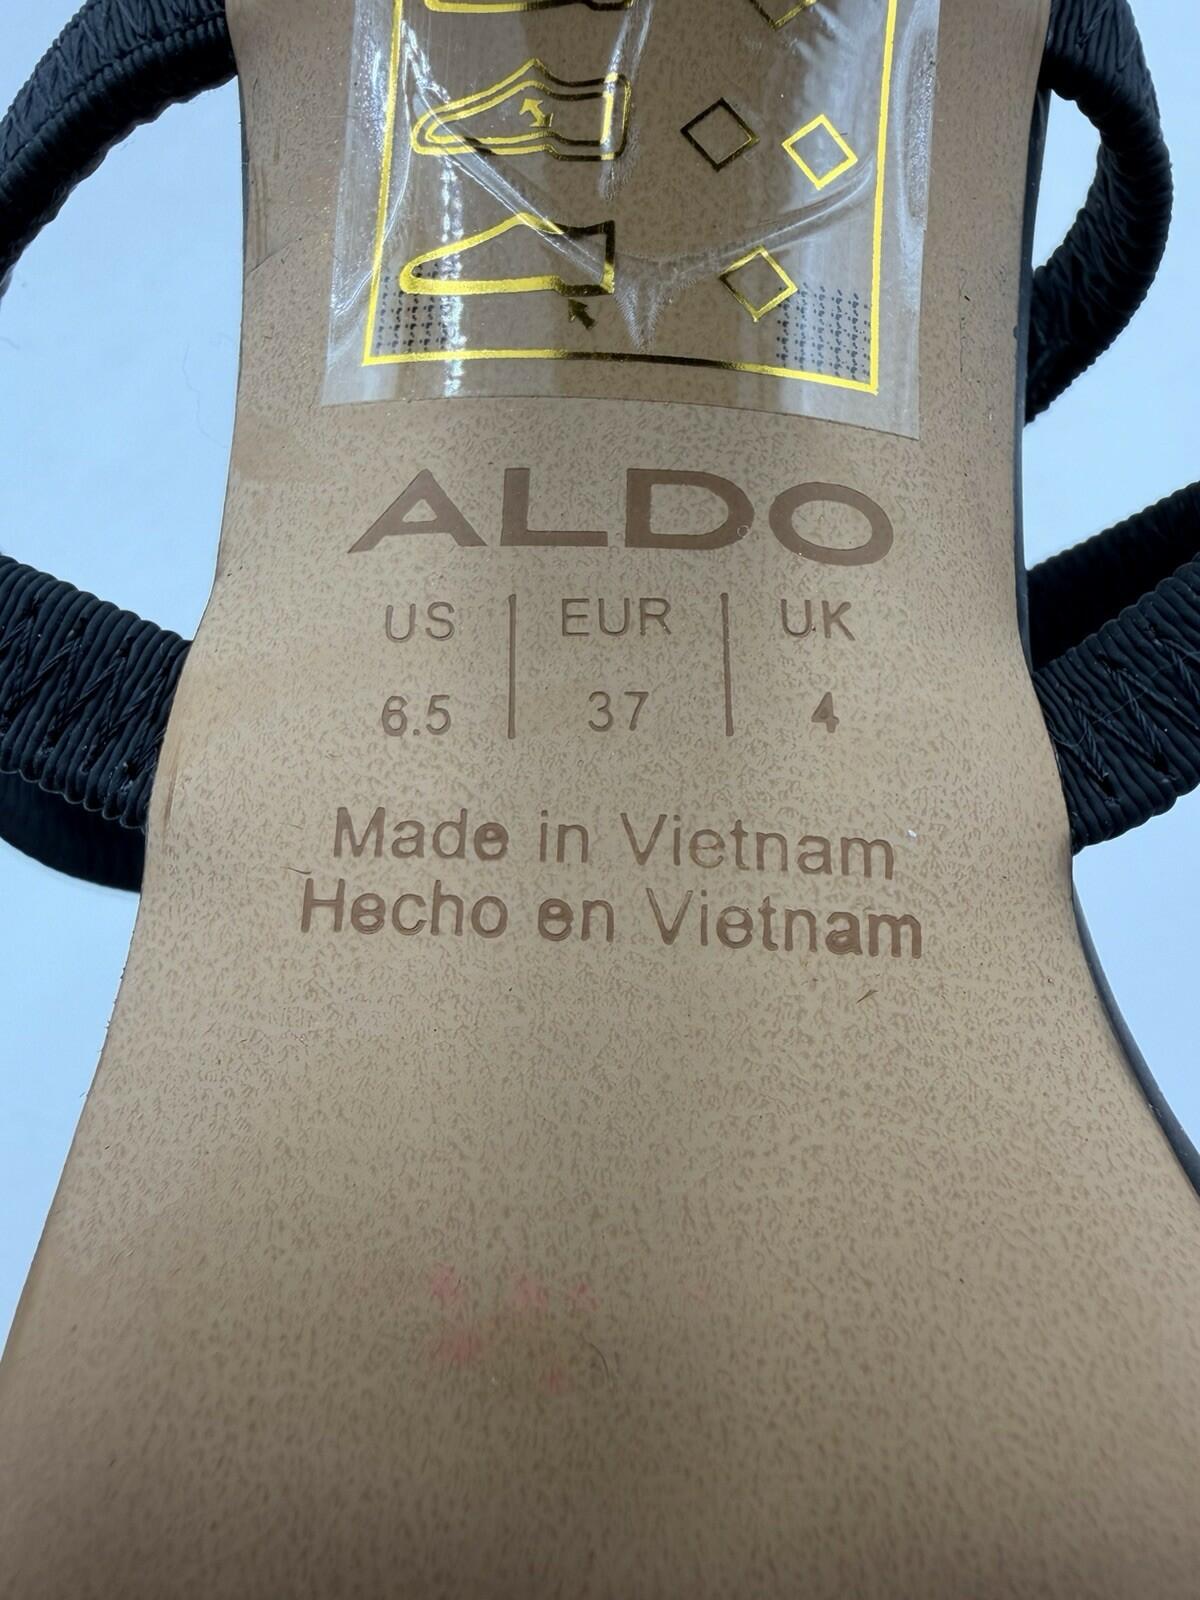 ALDO
US | EUR | UK
6.5 | 37 | 4
Made in Vietnam
Hecho en Vietnam